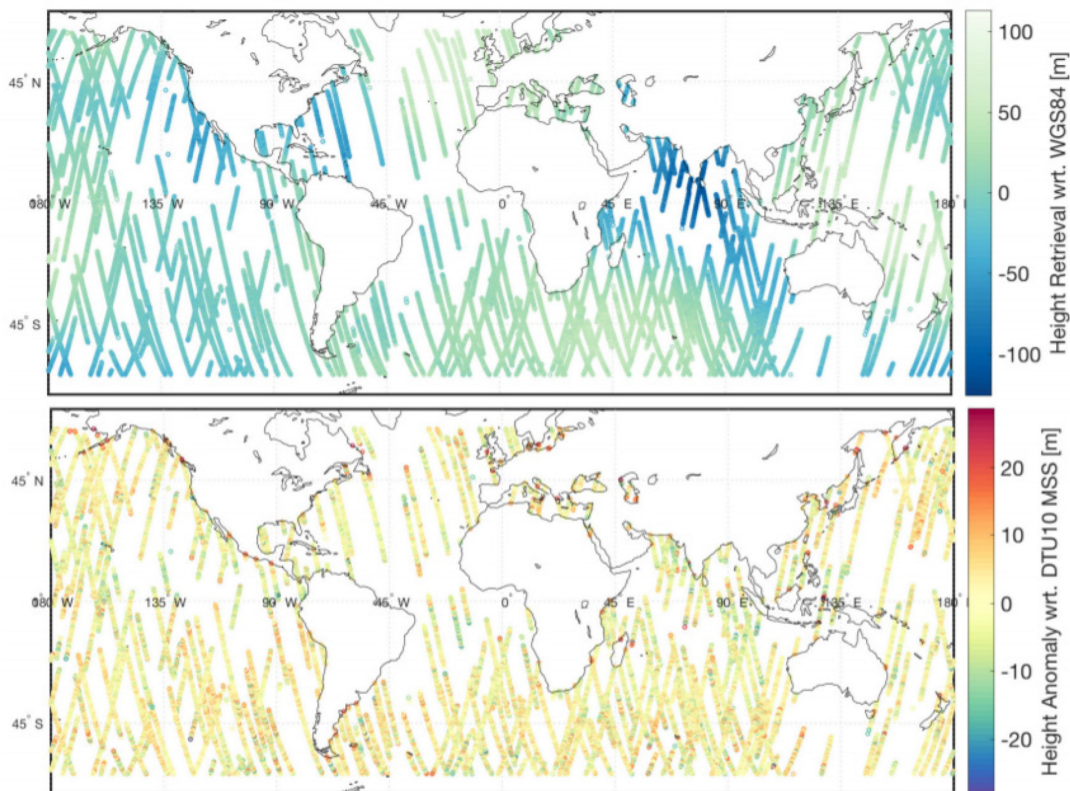 45° N
180° W
135° W
90° W
45° W
0°
45° E
90° E
135° E
180° E
45° S
100
50
0
-50
-100
Height Retrieval wrt. WGS84 [m]
45° N
180° W
135° W
90° W
45° W
0°
45° E
90° E
135° E
180° E
45° S
20
10
0
-10
-20
Height Anomaly wrt. DTU10 MSS [m]